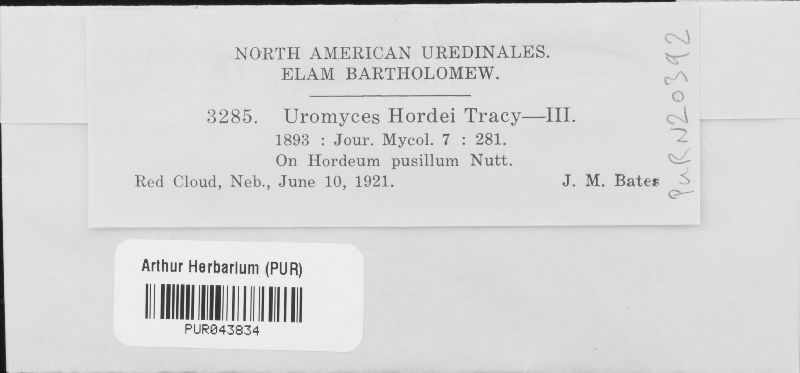 NORTH AMERICAN UREDINALES.
ELAM BARTHOLOMEW.
3285. Uromyces Hordei Tracy—III.
1893 : Jour. Mycol. 7 : 281.
On Hordeum pusillum Nutt.
Red Cloud, Neb., June 10, 1921. J. M. Bates
PURN20392
Arthur Herbarium (PUR)
PUR043834